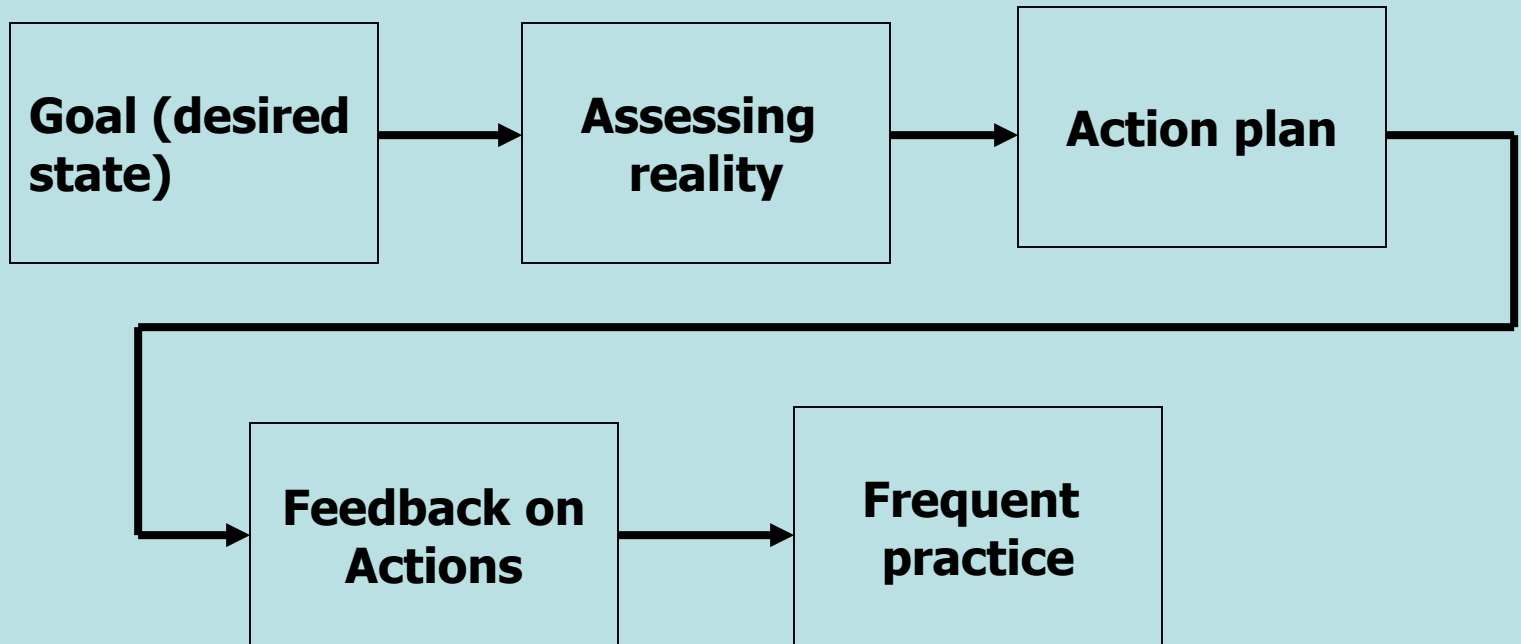 Goal (desired
state)
Assessing
reality
Action plan
Feedback on
Actions
Frequent
practice